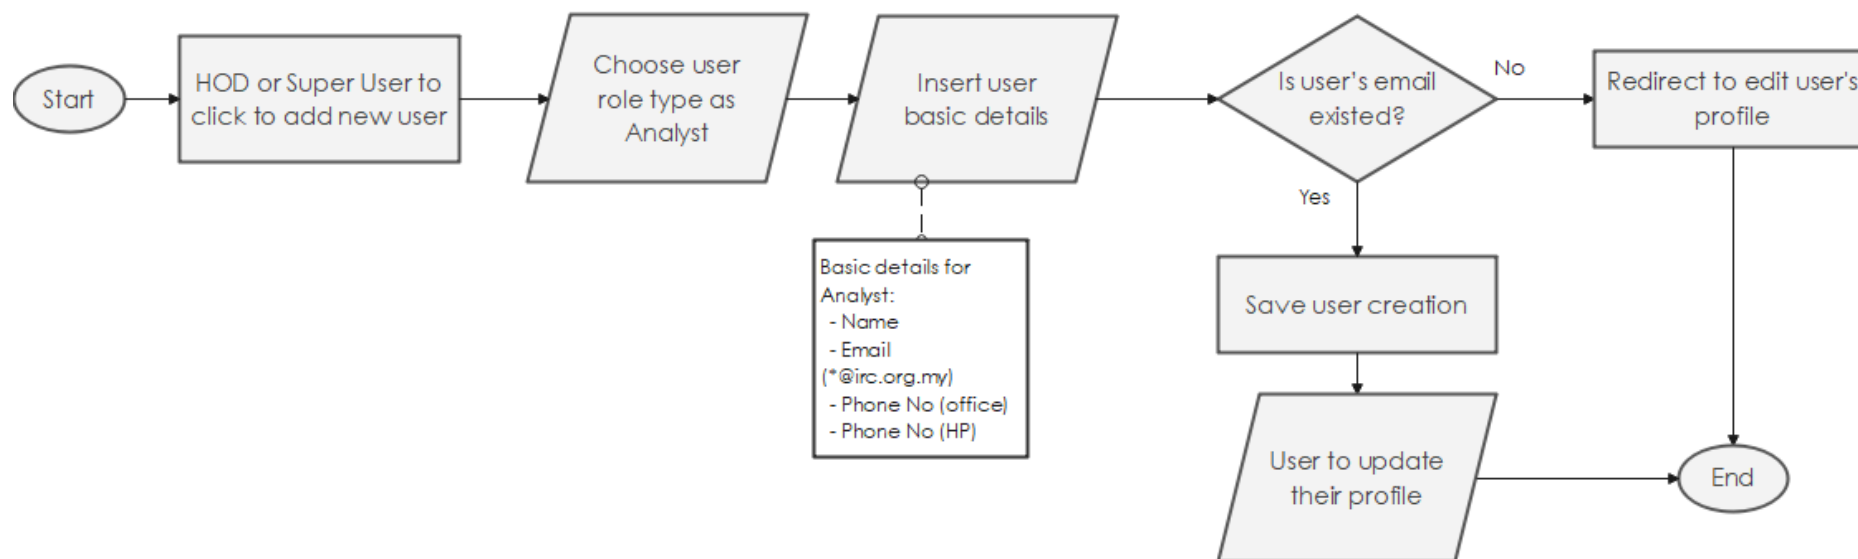 Start
HOD or Super User to
click to add new user
Choose user
role type as
Analyst
Insert user
basic details
Is user's email
existed?
No
Redirect to edit user's
profile
Yes
Basic details for
Analyst:
- Name
- Email
(*@irc.org.my)
- Phone No (office)
- Phone No (HP)
Save user creation
User to update
their profile
End